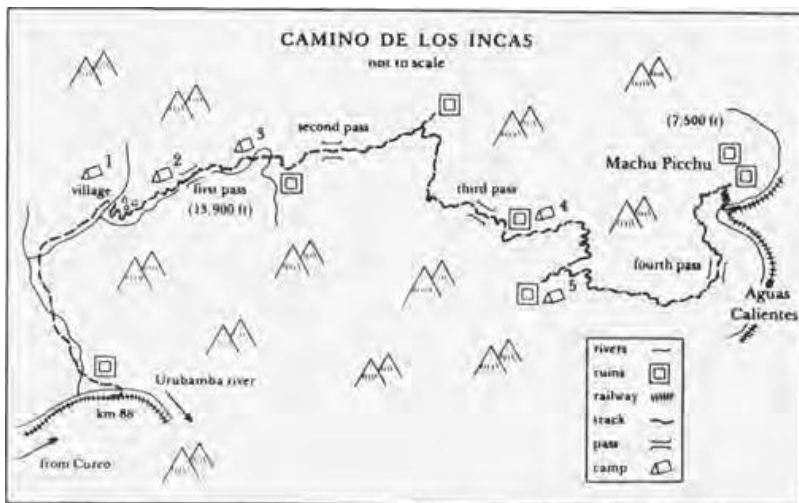 CAMINO DE LOS INCAS
not to scale
3
second pass
(7,500 ft)
1
2
Machu Picchu
village
first pass
(13,900 ft)
third pass
4
fourth pass
5
Aguas
Calientes
Urubamba river
km 88
from Cuzco
rivers
ruins
railway
track
pass
camp